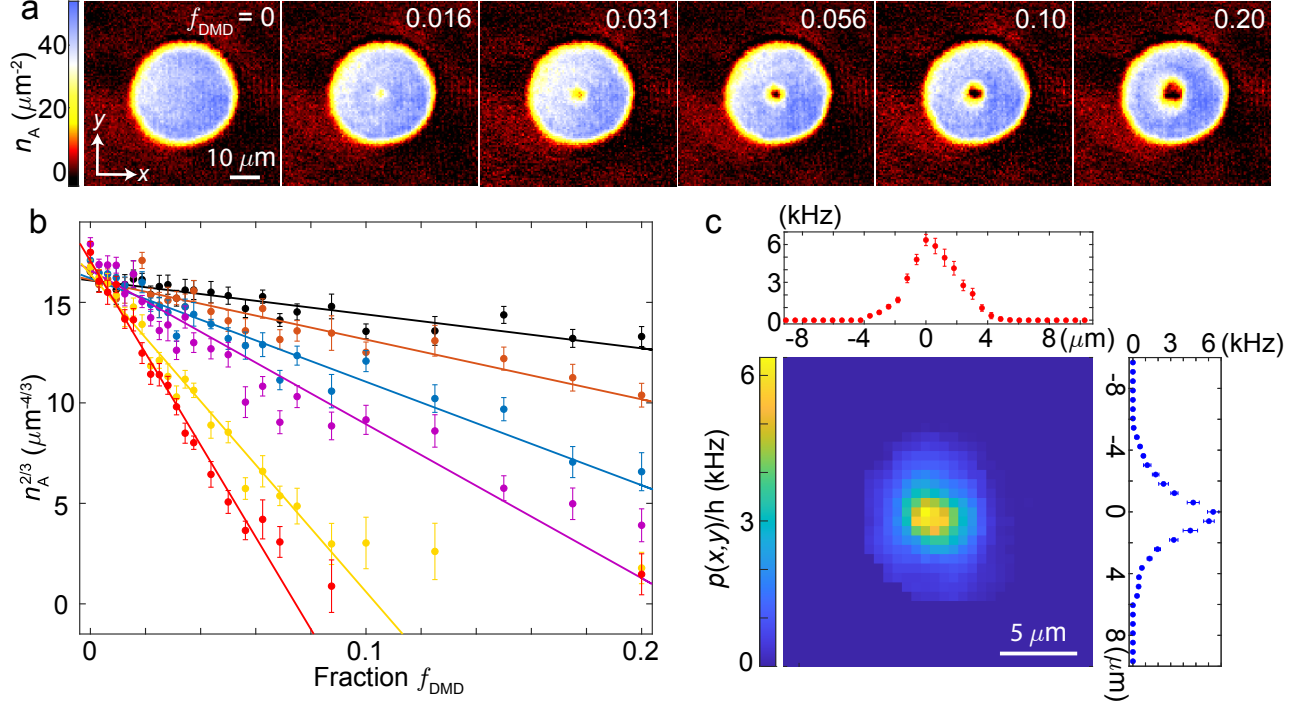 a
f_DMD = 0
0.016
0.031
0.056
0.10
0.20
n_A (μm⁻²)
40
20
0
y
x
10 μm
b
n_A^2/3 (μm^-4/3)
15
10
5
0
0
0.1
0.2
Fraction f_DMD
c
(kHz)
6
3
0
-8
-4
0
4
8
(μm)
p(x,y)/h (kHz)
6
3
0
5 μm
0
3
6
(kHz)
-8
-4
0
4
8
(μm)